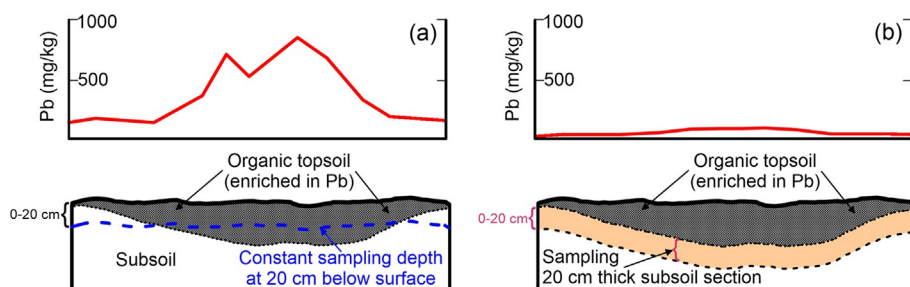 1000
(a)
Pb (mg/kg)
500
Organic topsoil
(enriched in Pb)
0-20 cm
Subsoil
Constant sampling depth
at 20 cm below surface
1000
(b)
Pb (mg/kg)
500
Organic topsoil
(enriched in Pb)
0-20 cm
Sampling
20 cm thick subsoil section